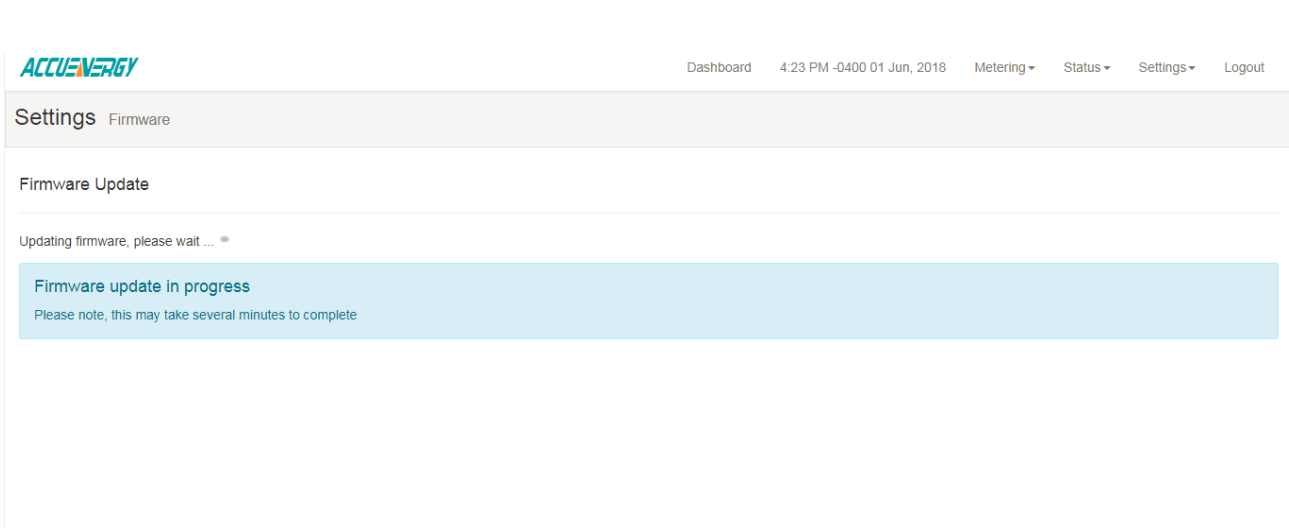 ACCUENERGY
Dashboard 4:23 PM -0400 01 Jun, 2018 Metering Status Settings Logout
Settings Firmware
Firmware Update
Updating firmware, please wait ...
Firmware update in progress
Please note, this may take several minutes to complete